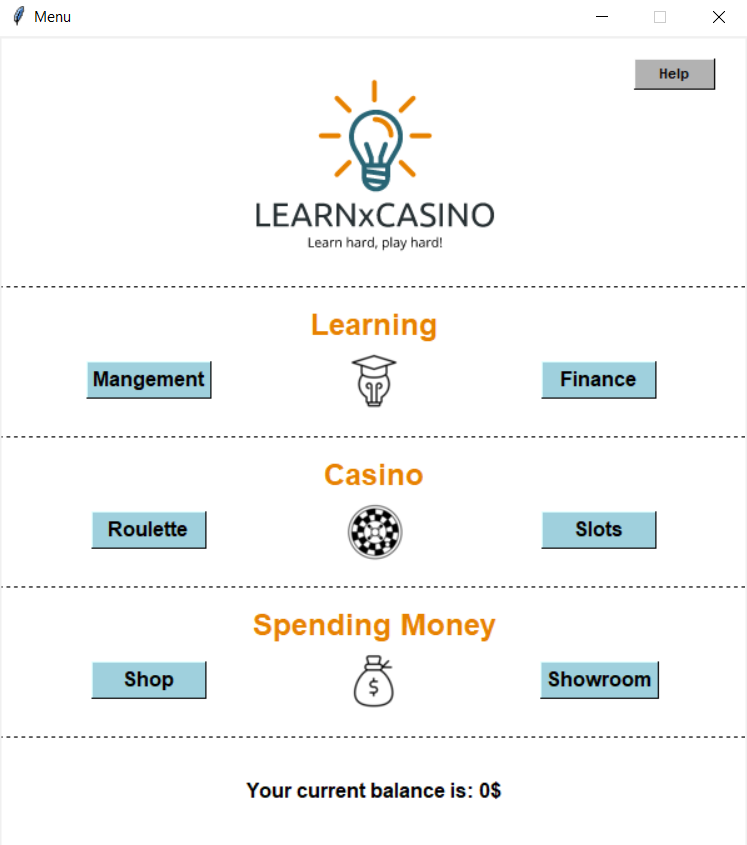 Menu
Help
LEARNxCASINO
Learn hard, play hard!
Learning
Mangement
Finance
Casino
Roulette
Slots
Spending Money
Shop
$
Showroom
Your current balance is: 0$